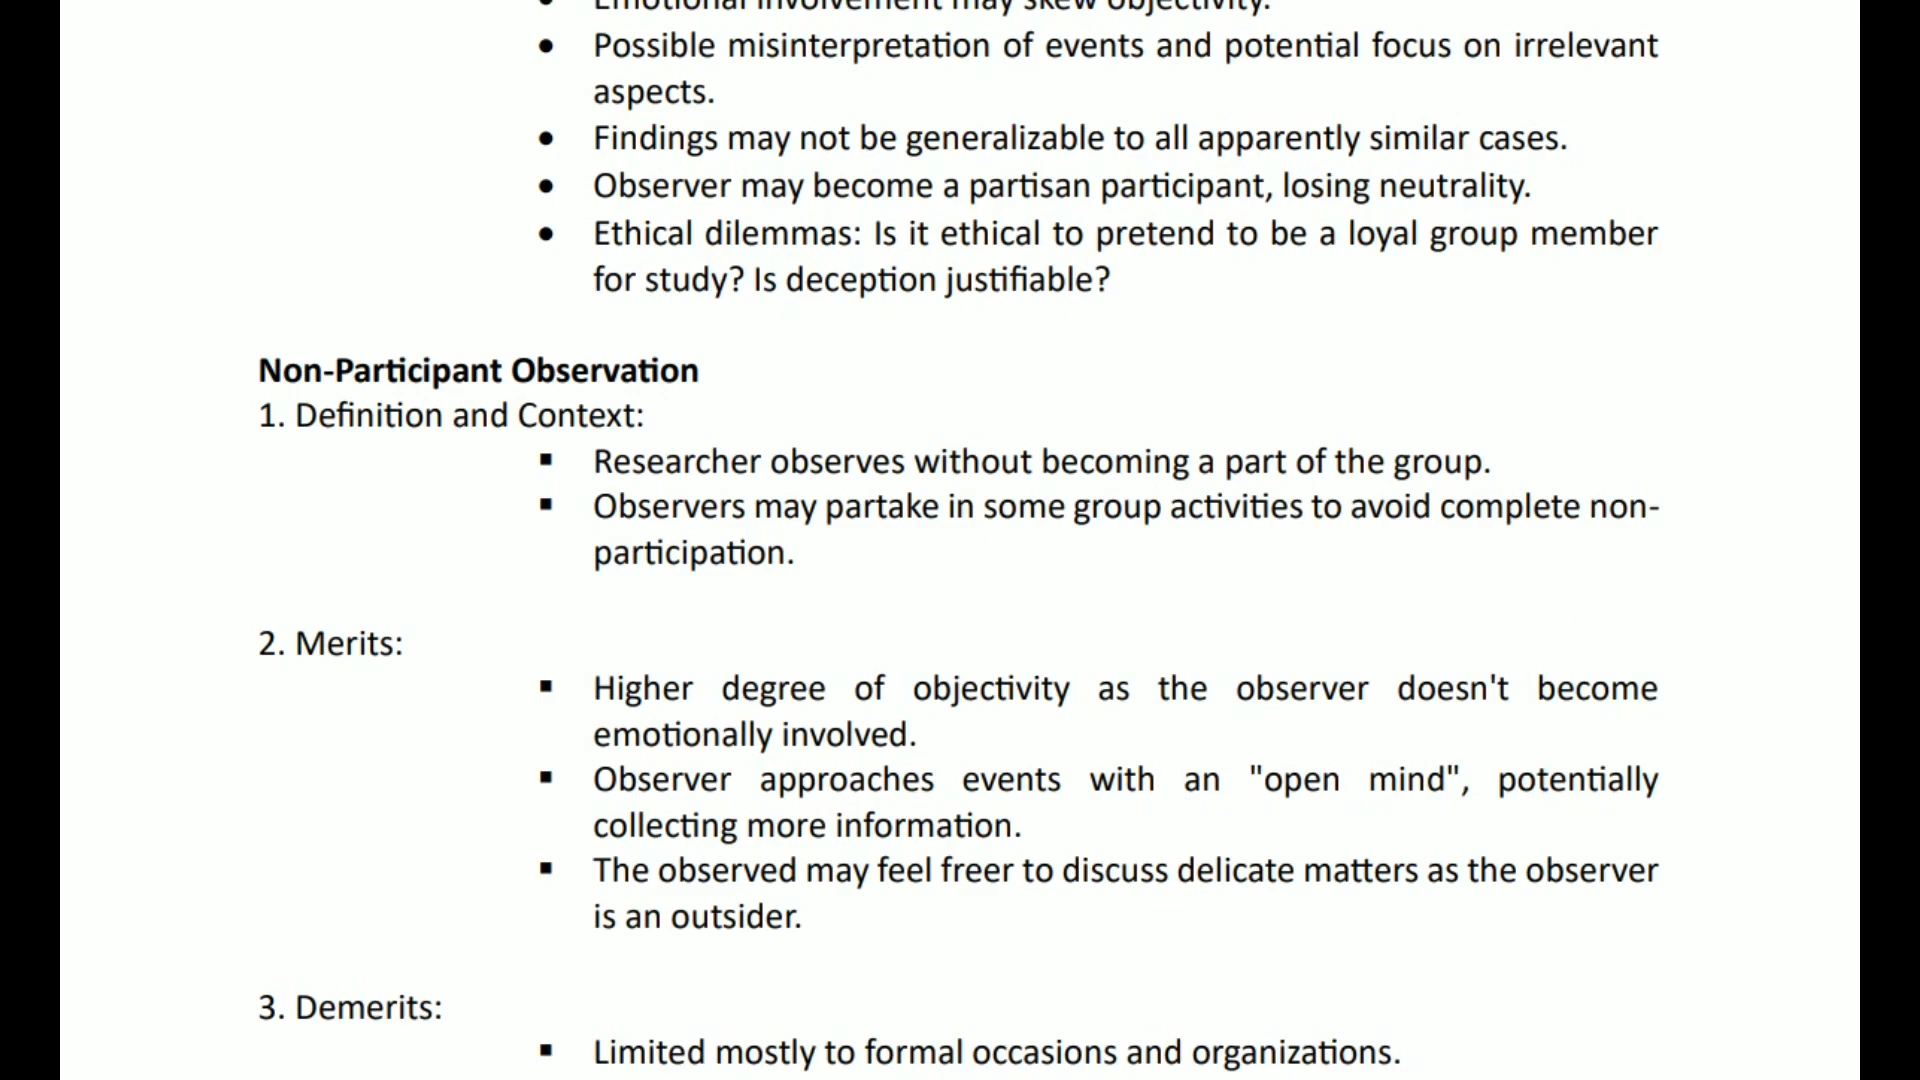 • Emotional involvement may skew objectivity.
• Possible misinterpretation of events and potential focus on irrelevant
aspects.
• Findings may not be generalizable to all apparently similar cases.
• Observer may become a partisan participant, losing neutrality.
• Ethical dilemmas: Is it ethical to pretend to be a loyal group member
for study? Is deception justifiable?
Non-Participant Observation
1. Definition and Context:
▪ Researcher observes without becoming a part of the group.
▪ Observers may partake in some group activities to avoid complete non-
participation.
2. Merits:
▪ Higher degree of objectivity as the observer doesn't become
emotionally involved.
▪ Observer approaches events with an "open mind", potentially
collecting more information.
▪ The observed may feel freer to discuss delicate matters as the observer
is an outsider.
3. Demerits:
▪ Limited mostly to formal occasions and organizations.